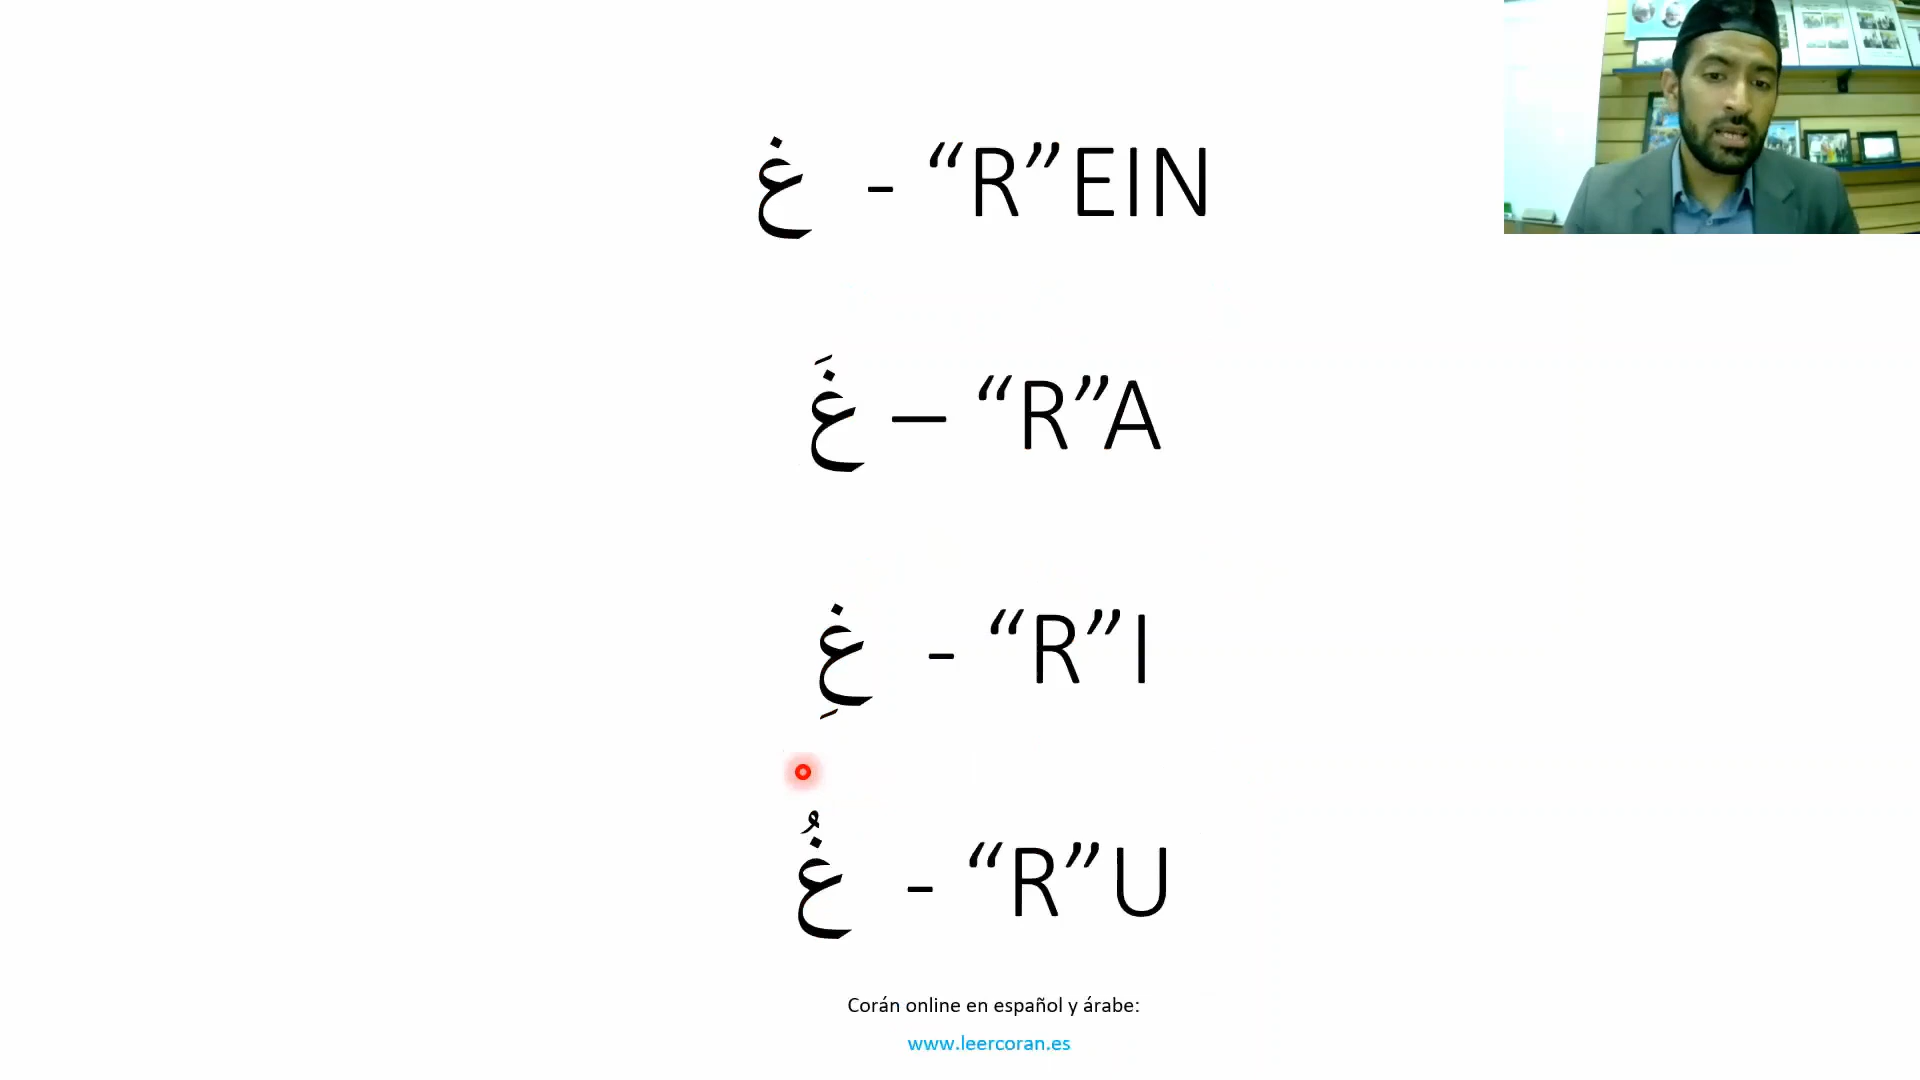 غ - “R”EIN
غَ – “R”A
غِ - “R”I
غُ - “R”U
Corán online en español y árabe:
www.leercoran.es